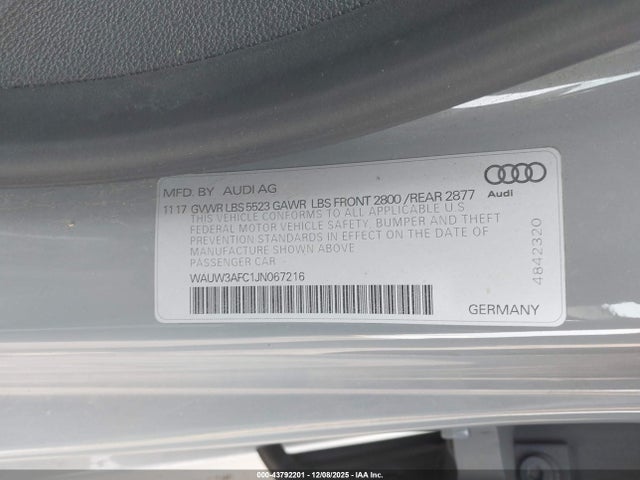 MFD. BY AUDI AG
11 17 GVWR LBS 5523 GAWR LBS FRONT 2800 /REAR 2877
THIS VEHICLE CONFORMS TO ALL APPLICABLE U.S
FEDERAL MOTOR VEHICLE SAFETY, BUMPER AND THEFT
PREVENTION STANDARDS IN EFFECT ON THE DATE OF
MANUFACTURE SHOWN ABOVE
PASSENGER CAR
WAUW3AFC1JN067216
Audi
4842320
GERMANY
000-43792201 - 12/08/2025 - IAAI.COM